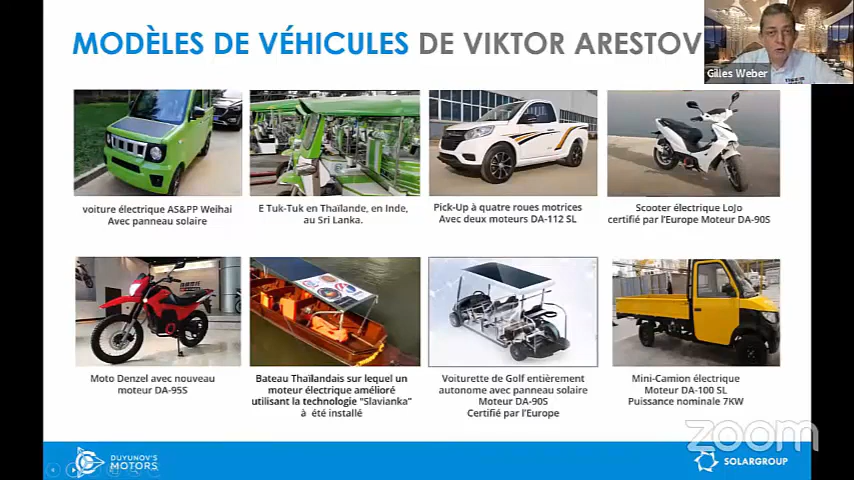 MODÈLES DE VÉHICULES DE VIKTOR ARESTOV
Gilles Weber
voiture électrique AS&PP Weihai
Avec panneau solaire
E Tuk-Tuk en Thaïlande, en Inde,
au Sri Lanka.
Pick-Up à quatre roues motrices
Avec deux moteurs DA-112 SL
Scooter électrique LoJo
certifié par l'Europe Moteur DA-90S
Moto Denzel avec nouveau
moteur DA-95S
Bateau Thaïlandais sur lequel un
moteur électrique amélioré
utilisant la technologie "Slavianka"
à été installé
Voiturette de Golf entièrement
autonome avec panneau solaire
Moteur DA-90S
Certifié par l'Europe
Mini-Camion électrique
Moteur DA-100 SL
Puissance nominale 7KW
zoom
DUYUNOV'S
MOTORS
SOLARGROUP